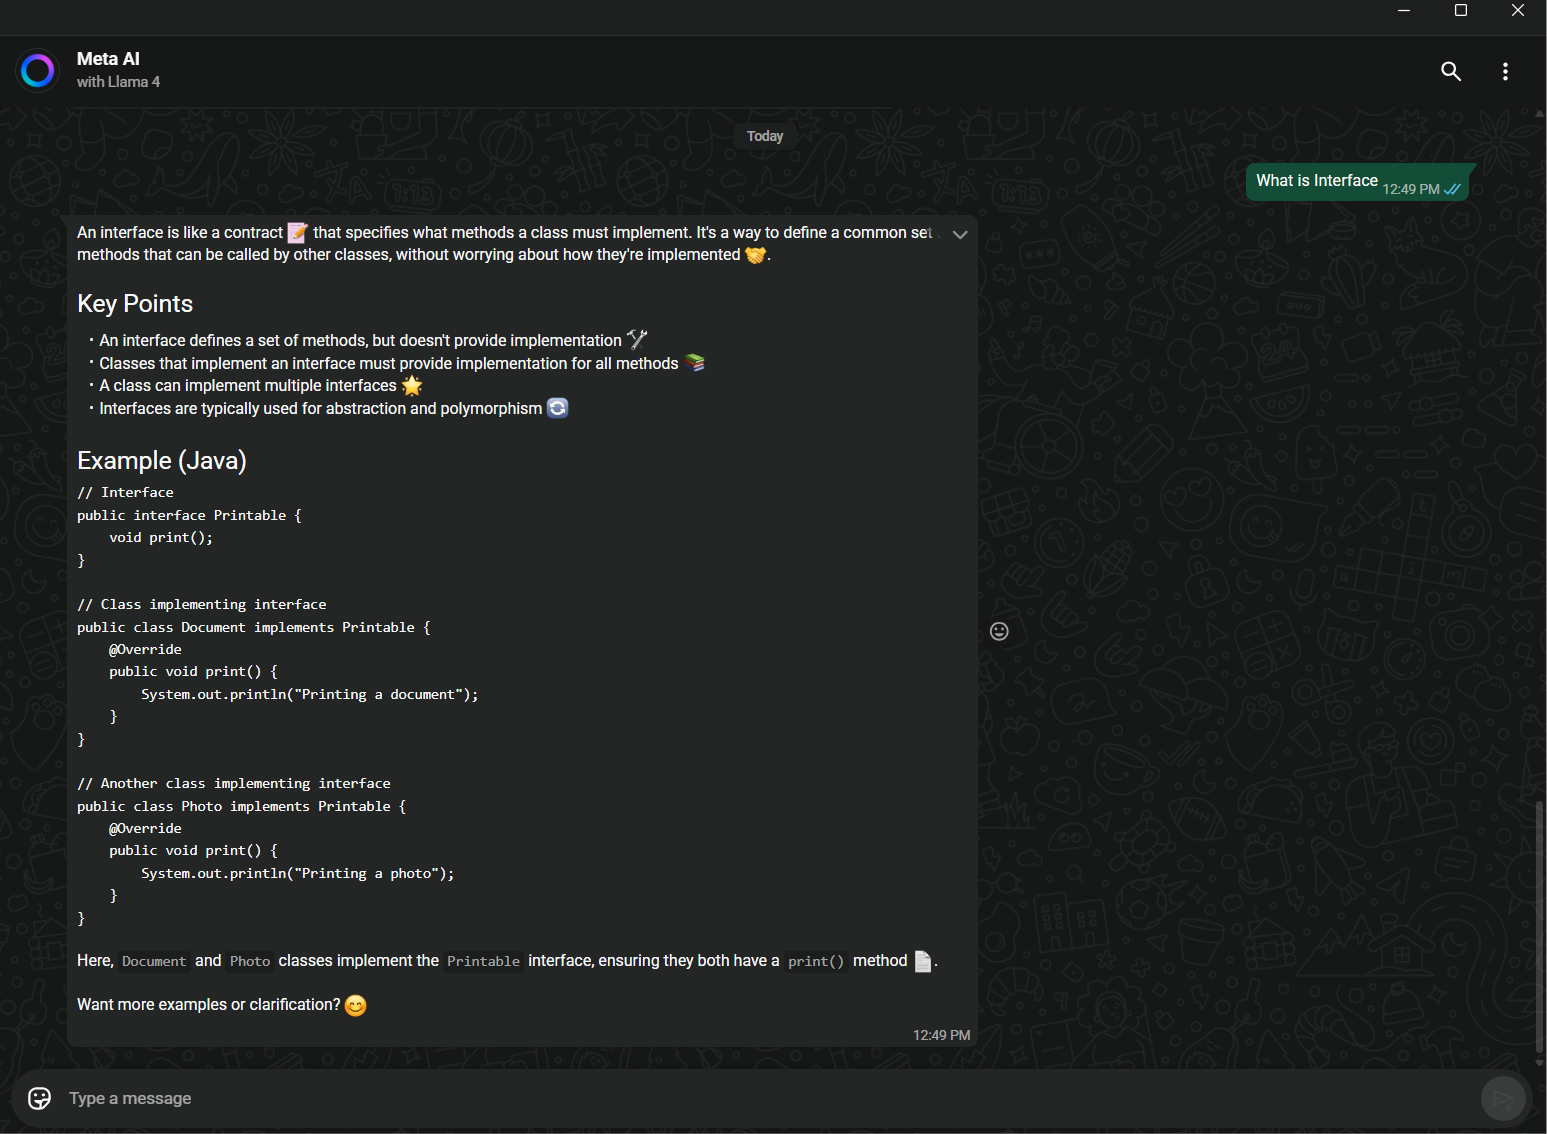 Meta AI
with Llama 4
Today
What is Interface 12:49 PM
An interface is like a contract 📝 that specifies what methods a class must implement. It's a way to define a common set
methods that can be called by other classes, without worrying about how they're implemented 🤝.
Key Points
• An interface defines a set of methods, but doesn't provide implementation 🛠️
• Classes that implement an interface must provide implementation for all methods 📚
• A class can implement multiple interfaces 🌟
• Interfaces are typically used for abstraction and polymorphism 🔄
Example (Java)
// Interface
public interface Printable {
    void print();
}
// Class implementing interface
public class Document implements Printable {
    @Override
    public void print() {
        System.out.println("Printing a document");
    }
}
// Another class implementing interface
public class Photo implements Printable {
    @Override
    public void print() {
        System.out.println("Printing a photo");
    }
}
Here, Document and Photo classes implement the Printable interface, ensuring they both have a print() method 📄.
Want more examples or clarification? 😊
12:49 PM
Type a message